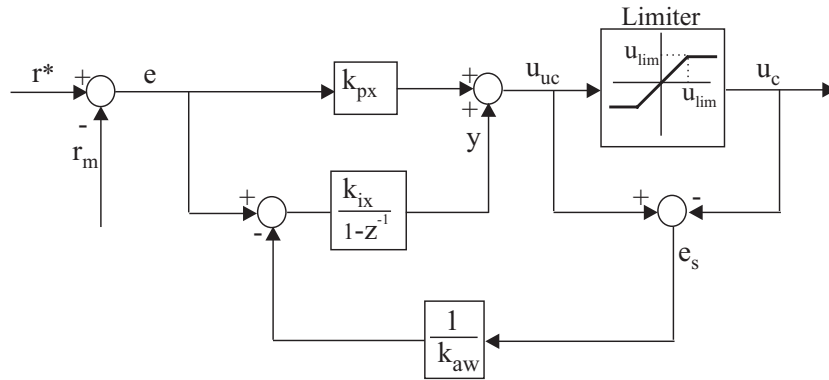 Limiter
u_lim
u_lim
r*
+
-
r_m
e
k_px
+
+
y
u_uc
u_c
+
-
k_ix
1-z^-1
+
-
e_s
1
k_aw